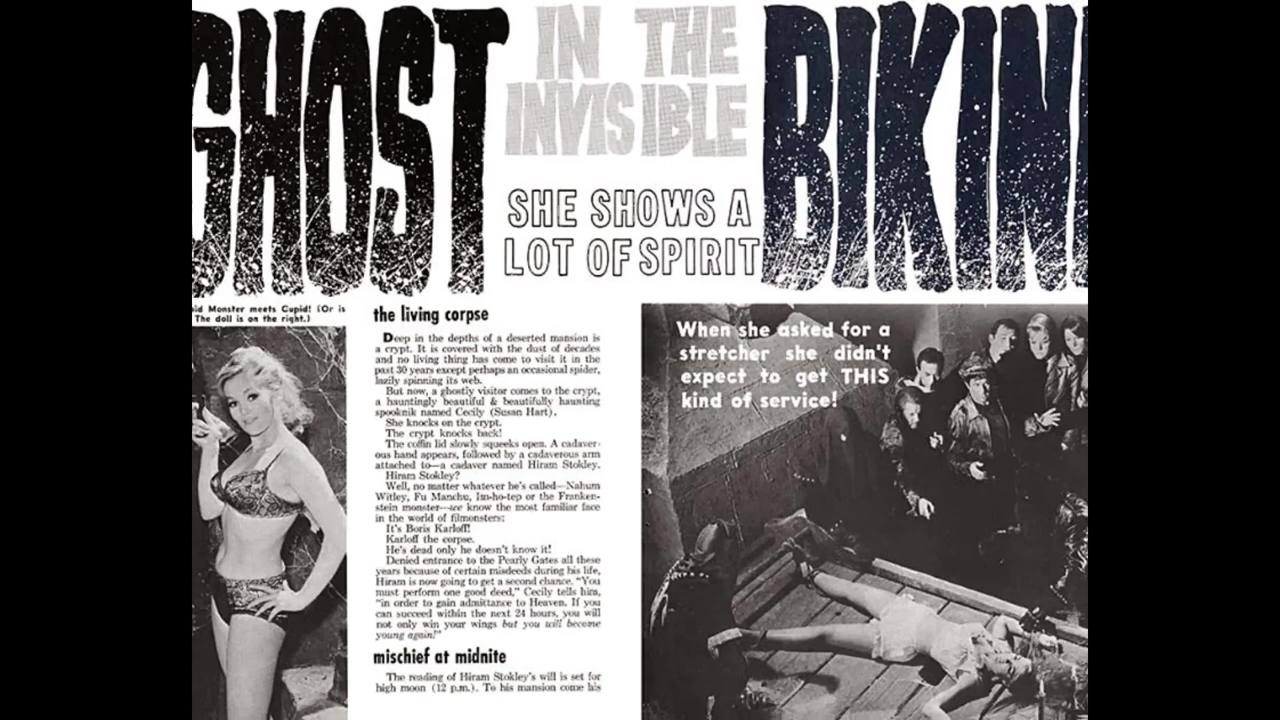 GHOST
IN THE
INVISIBLE
BIKINI
SHE SHOWS A
LOT OF SPIRIT
id Monster meets Cupid! (Or is
The doll is on the right.)
the living corpse
Deep in the depths of a deserted mansion is
a crypt. It is covered with the dust of decades
and no living thing has come to visit it in the
past 30 years except perhaps an occasional spider,
lazily spinning its web.
But now, a ghostly visitor comes to the crypt,
a hauntingly beautiful & beautifully haunting
spooknik named Cecily (Susan Hart).
She knocks on the crypt.
The crypt knocks back!
The coffin lid slowly squeeks open. A cadaver-
ous hand appears, followed by a cadaverous arm
attached to—a cadaver named Hiram Stokley.
Hiram Stokley?
Well, no matter whatever he's called—Nahum
Witley, Fu Manchu, Im-ho-tep or the Franken-
stein monster—we know the most familiar face
in the world of filmonsters:
It's Boris Karloff!
Karloff the corpse.
He's dead only he doesn't know it!
Denied entrance to the Pearly Gates all these
years because of certain misdeeds during his life,
Hiram is now going to get a second chance. "You
must perform one good deed," Cecily tells him,
"in order to gain admittance to Heaven. If you
can succeed within the next 24 hours, you will
not only win your wings but you will become
young again!"
mischief at midnite
The reading of Hiram Stokley's will is set for
high moon (12 p.m.). To his mansion come his
When she asked for a
stretcher she didn't
expect to get THIS
kind of service!